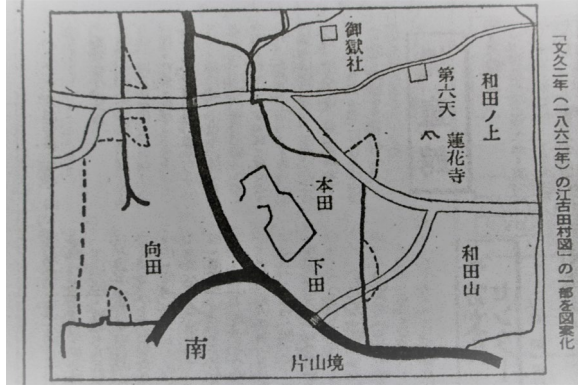 「文久二年（一八六二年）の江古田村図」の一部を図案化
御嶽社
第六天
和田ノ上
蓮花寺
本田
向田
下田
和田山
南
片山境